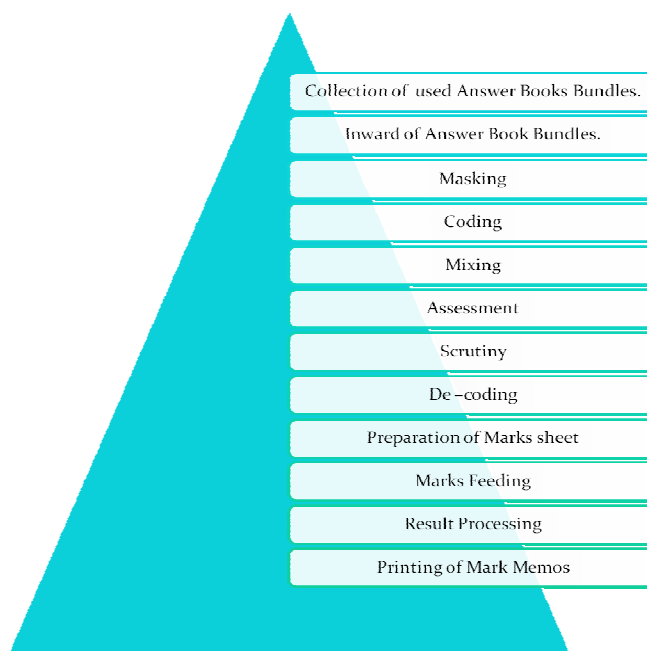 Collection of used Answer Books Bundles.
Inward of Answer Book Bundles.
Masking
Coding
Mixing
Assessment
Scrutiny
De –coding
Preparation of Marks sheet
Marks Feeding
Result Processing
Printing of Mark Memos